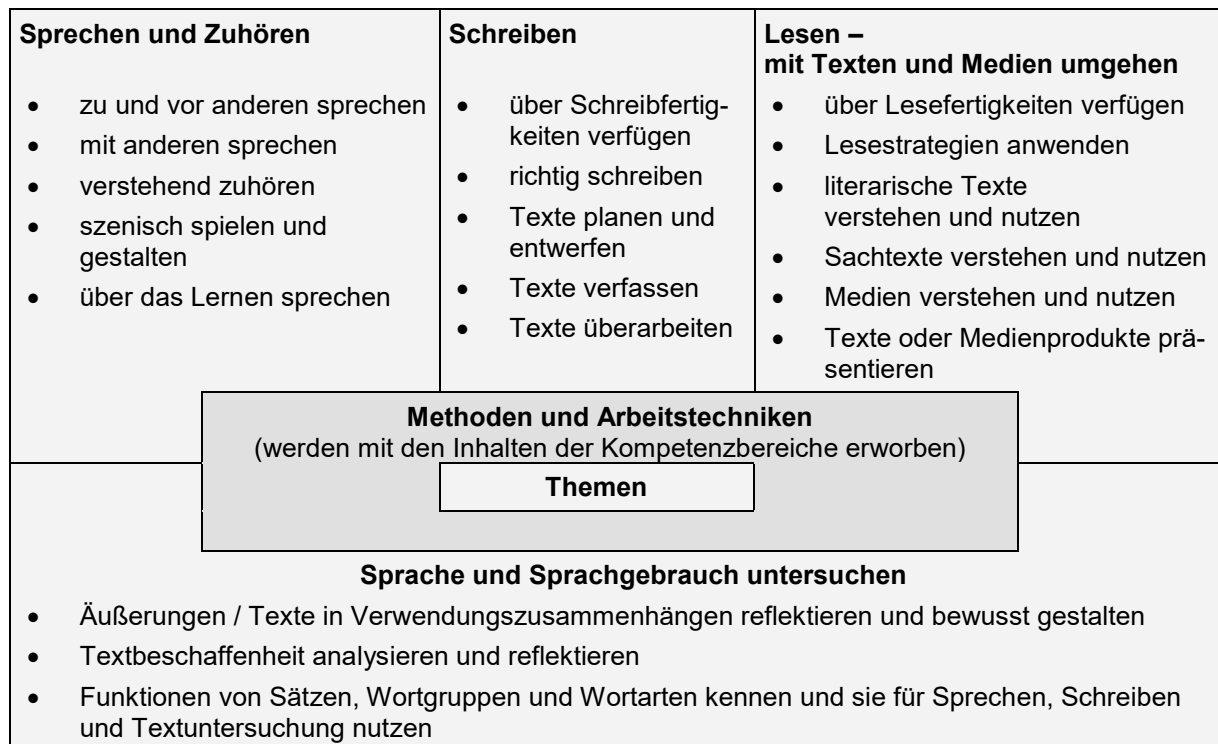 Sprechen und Zuhören
• zu und vor anderen sprechen
• mit anderen sprechen
• verstehend zuhören
• szenisch spielen und
gestalten
• über das Lernen sprechen
Schreiben
• über Schreibfertig-
keiten verfügen
• richtig schreiben
• Texte planen und
entwerfen
• Texte verfassen
• Texte überarbeiten
Lesen –
mit Texten und Medien umgehen
• über Lesefertigkeiten verfügen
• Lesestrategien anwenden
• literarische Texte
verstehen und nutzen
• Sachtexte verstehen und nutzen
• Medien verstehen und nutzen
• Texte oder Medienprodukte prä-
sentieren
Methoden und Arbeitstechniken
(werden mit den Inhalten der Kompetenzbereiche erworben)
Themen
Sprache und Sprachgebrauch untersuchen
• Äußerungen / Texte in Verwendungszusammenhängen reflektieren und bewusst gestalten
• Textbeschaffenheit analysieren und reflektieren
• Funktionen von Sätzen, Wortgruppen und Wortarten kennen und sie für Sprechen, Schreiben
und Textuntersuchung nutzen